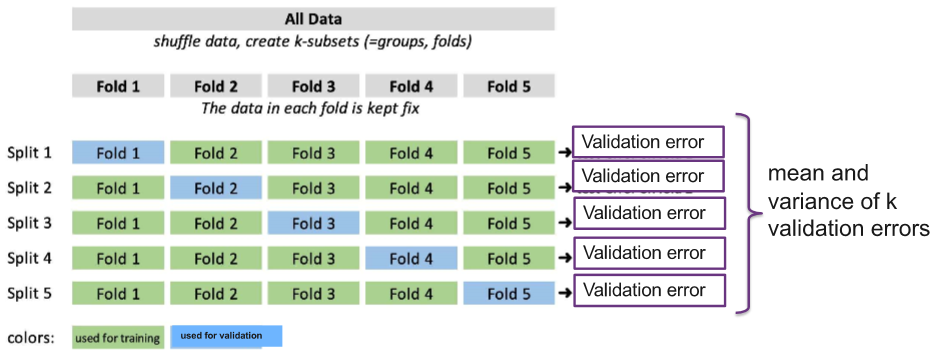 All Data
shuffle data, create k-subsets (=groups, folds)
Fold 1 Fold 2 Fold 3 Fold 4 Fold 5
The data in each fold is kept fix
Split 1 Fold 1 Fold 2 Fold 3 Fold 4 Fold 5 → Validation error
Split 2 Fold 1 Fold 2 Fold 3 Fold 4 Fold 5 → Validation error
Split 3 Fold 1 Fold 2 Fold 3 Fold 4 Fold 5 → Validation error
Split 4 Fold 1 Fold 2 Fold 3 Fold 4 Fold 5 → Validation error
Split 5 Fold 1 Fold 2 Fold 3 Fold 4 Fold 5 → Validation error
mean and
variance of k
validation errors
colors: used for training used for validation